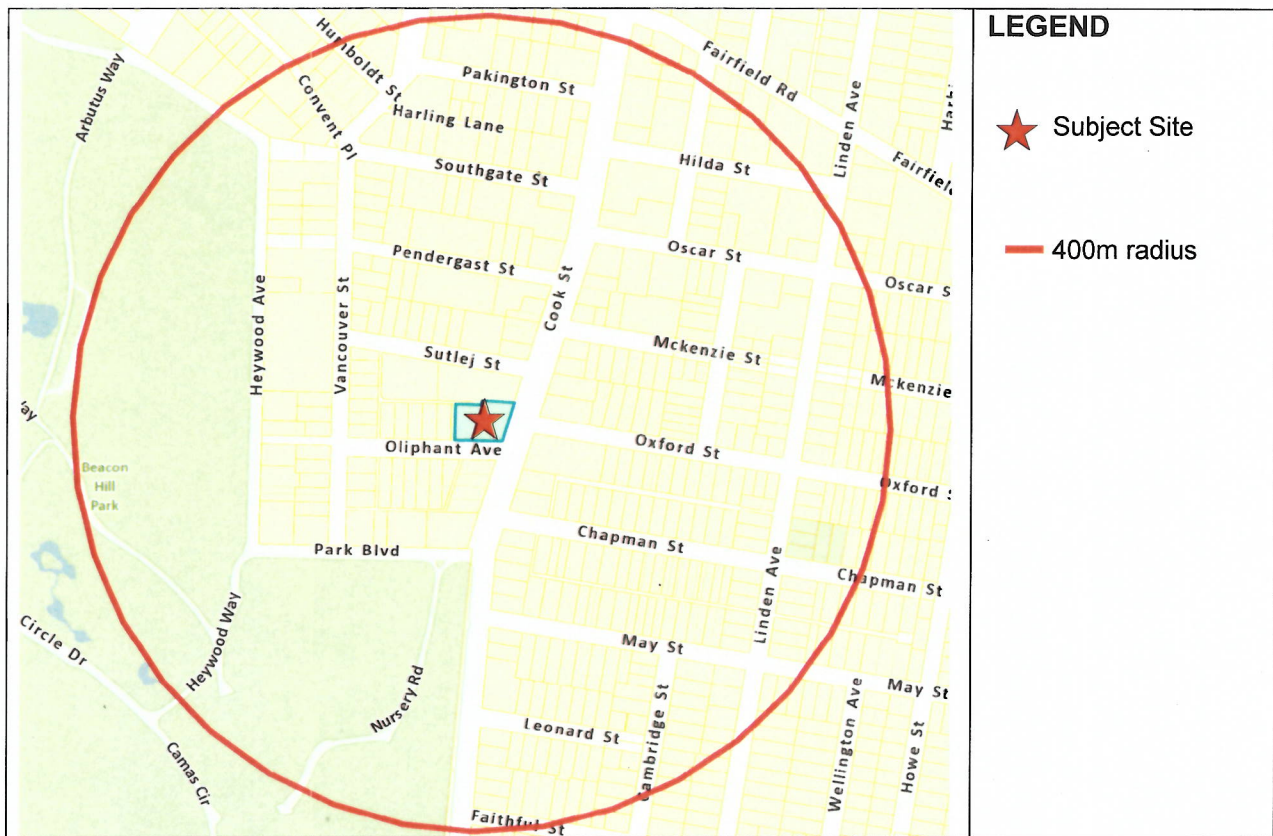 LEGEND
Subject Site
400m radius
Arbutus Way
Humboldt St
Convent Pl
Pakington St
Harling Lane
Southgate St
Fairfield Rd
Linden Ave
Fairfiel
Hilda St
Pendergast St
Oscar St
Oscar S
Heywood Ave
Vancouver St
Cook St
Sutlej St
Mckenzie St
Mckenzie
Oliphant Ave
Oxford St
Oxford S
Beacon
Hill
Park
Park Blvd
Chapman St
Chapman St
Linden Ave
Circle Dr
Heywood Way
Nursery Rd
Camas Cir
May St
May St
Leonard St
Cambridge St
Wellington Ave
Howe St
Faithful St